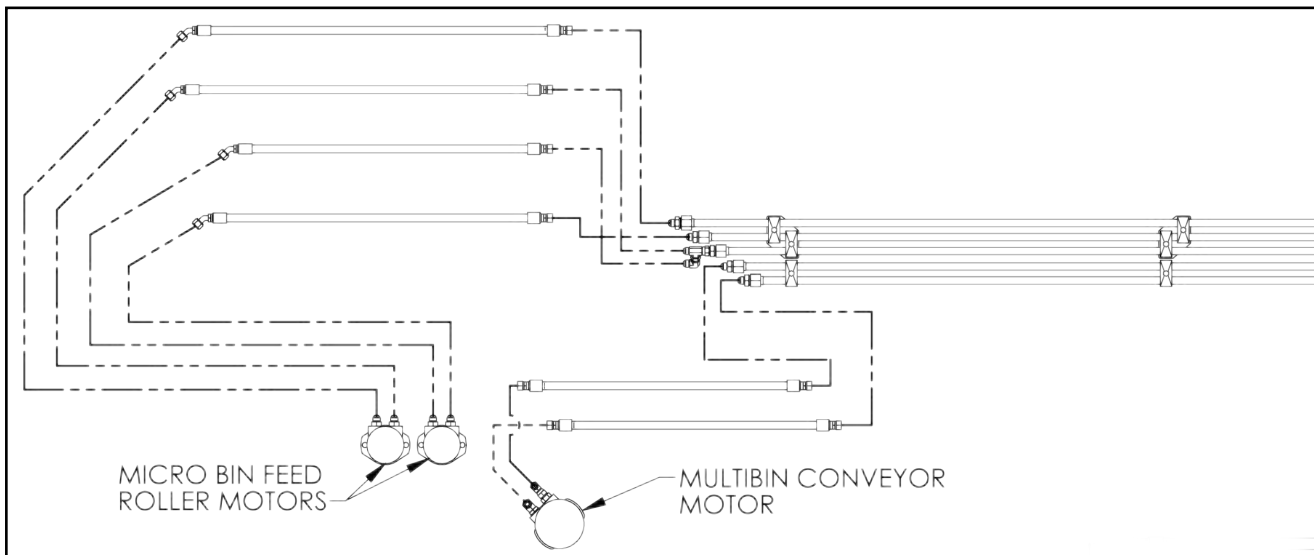 MICRO BIN FEED
ROLLER MOTORS
MULTIBIN CONVEYOR
MOTOR